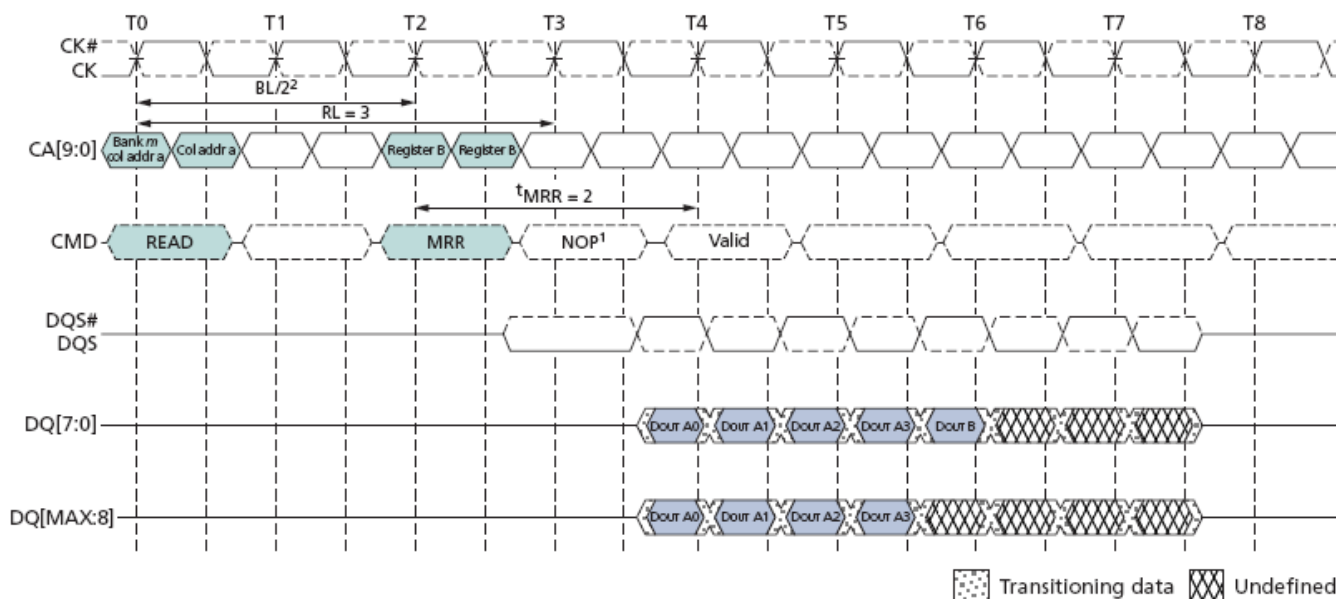 T0 T1 T2 T3 T4 T5 T6 T7 T8
CK#
CK
BL/2²
RL = 3
CA[9:0] Bank m col addr a Col addr a Register B Register B
tMRR = 2
CMD READ MRR NOP¹ Valid
DQS#
DQS
DQ[7:0] DOUT A0 DOUT A1 DOUT A2 DOUT A3 DOUT B
DQ[MAX:8] DOUT A0 DOUT A1 DOUT A2 DOUT A3
Transitioning data Undefined